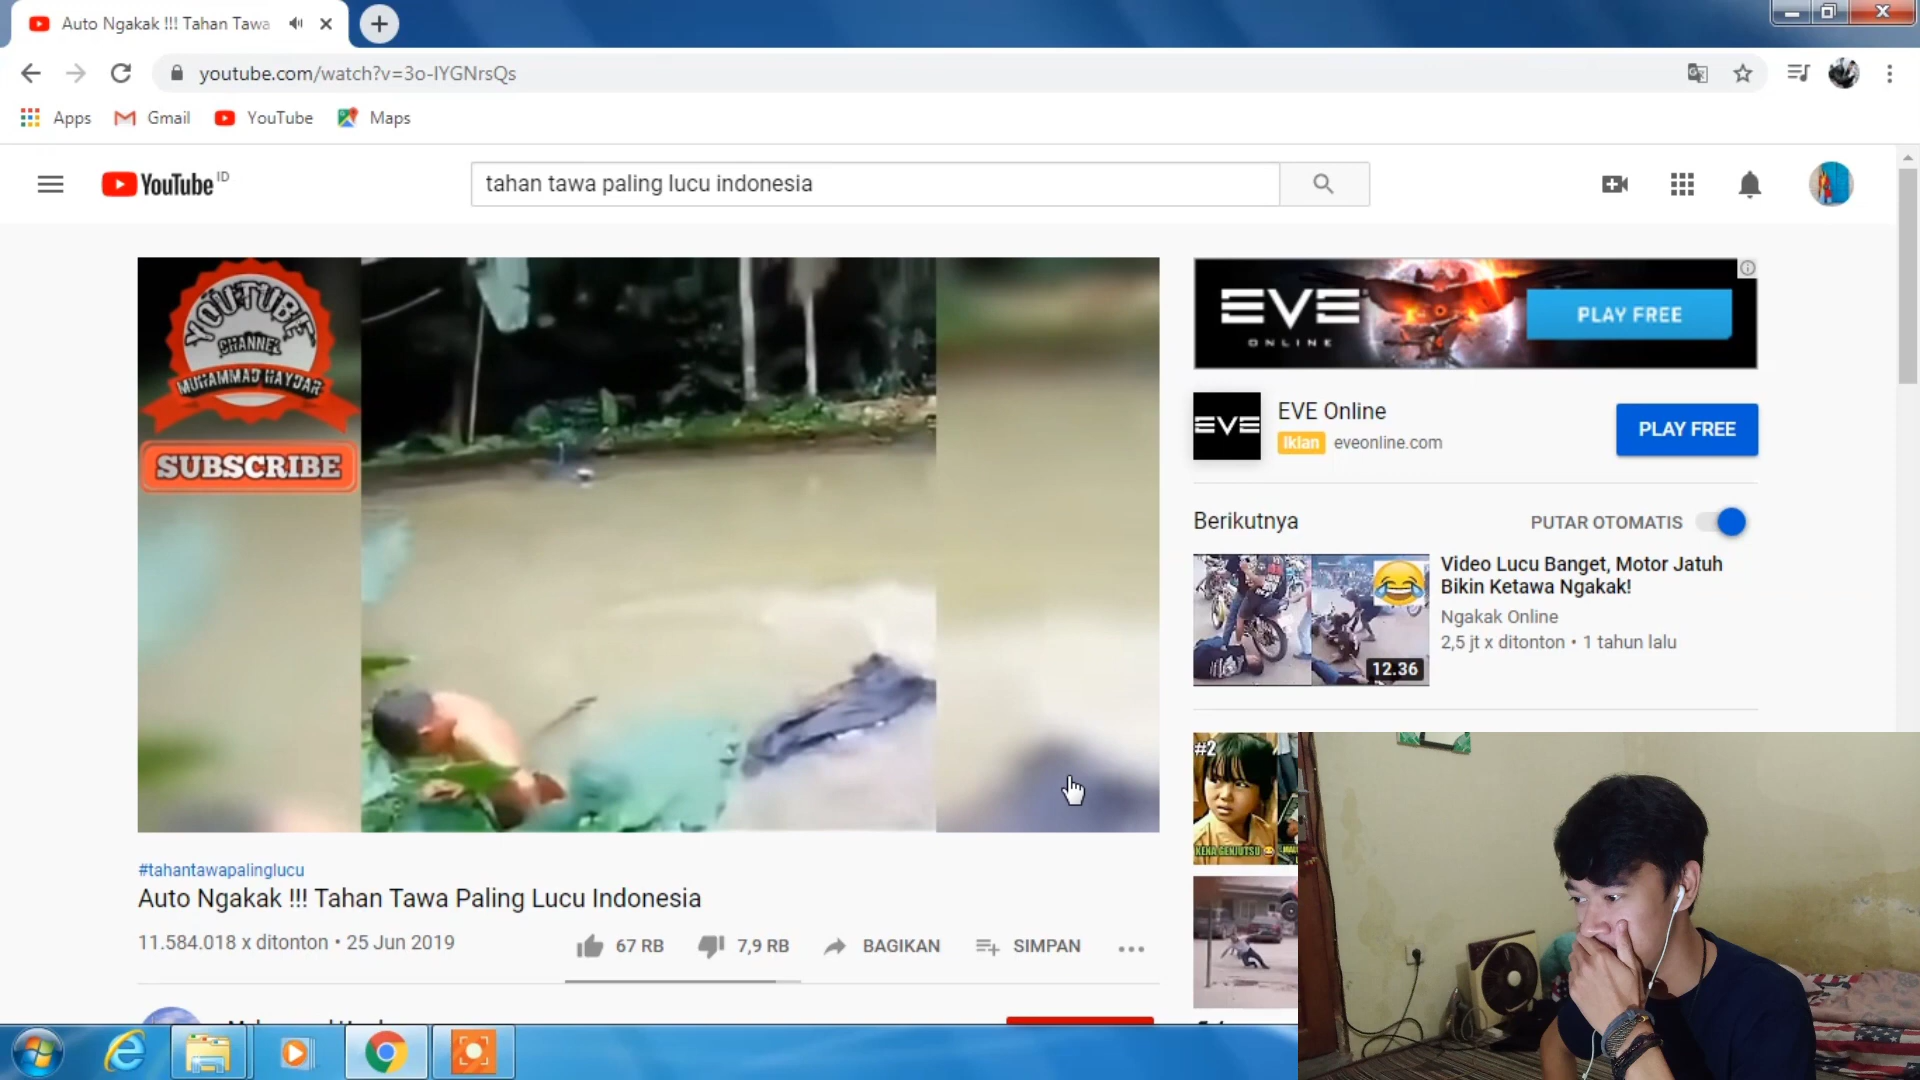 Auto Ngakak !!! Tahan Tawa
youtube.com/watch?v=3o-IYGNrsQs
Apps Gmail YouTube Maps
YouTube ID
tahan tawa paling lucu indonesia
YOUTUBE
CHANNEL
MUHAMMAD HAYDAR
SUBSCRIBE
EVE
ONLINE
PLAY FREE
EVE
EVE Online
Iklan eveonline.com
PLAY FREE
Berikutnya
PUTAR OTOMATIS
Video Lucu Banget, Motor Jatuh
Bikin Ketawa Ngakak!
Ngakak Online
2,5 jt x ditonton • 1 tahun lalu
12.36
#2
KENA GENJUTSU
#tahantawapalinglucu
Auto Ngakak !!! Tahan Tawa Paling Lucu Indonesia
11.584.018 x ditonton • 25 Jun 2019
67 RB 7,9 RB BAGIKAN SIMPAN